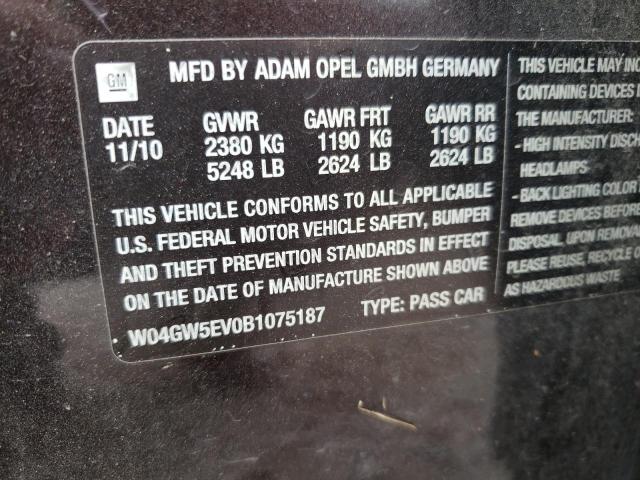 GM
MFD BY ADAM OPEL GMBH GERMANY
DATE GVWR GAWR FRT GAWR RR
11/10 2380 KG 1190 KG 1190 KG
5248 LB 2624 LB 2624 LB
THIS VEHICLE CONFORMS TO ALL APPLICABLE
U.S. FEDERAL MOTOR VEHICLE SAFETY, BUMPER
AND THEFT PREVENTION STANDARDS IN EFFECT
ON THE DATE OF MANUFACTURE SHOWN ABOVE
W04GW5EV0B1075187 TYPE: PASS CAR
THIS VEHICLE MAY
CONTAINING DEVICES
THE MANUFACTURER:
- HIGH INTENSITY
HEADLAMPS
- BACK LIGHTING
REMOVE DEVICES
DISPOSAL. UPON
PLEASE REUSE,
AS HAZARDOUS WASTE